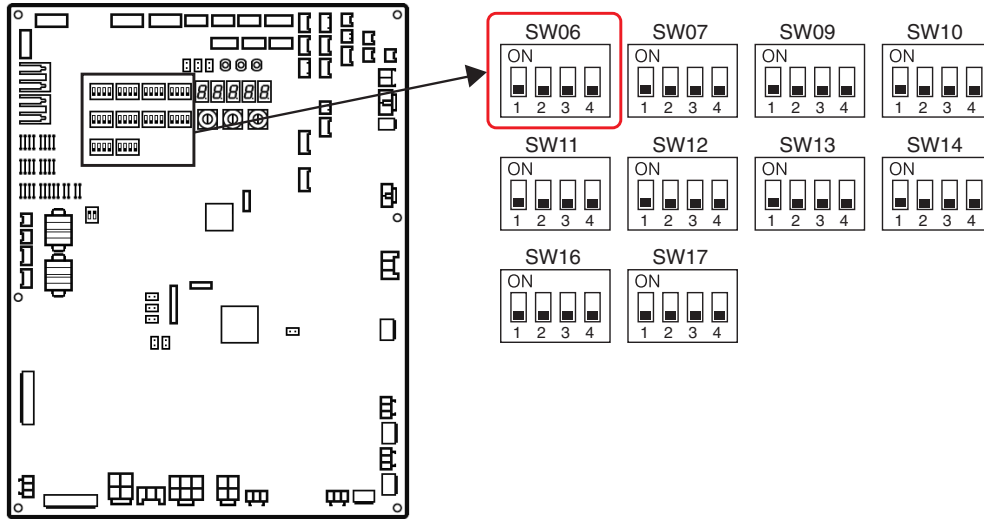 SW06 SW07 SW09 SW10
ON ON ON ON
1 2 3 4 1 2 3 4 1 2 3 4 1 2 3 4
SW11 SW12 SW13 SW14
ON ON ON ON
1 2 3 4 1 2 3 4 1 2 3 4 1 2 3 4
SW16 SW17
ON ON
1 2 3 4 1 2 3 4